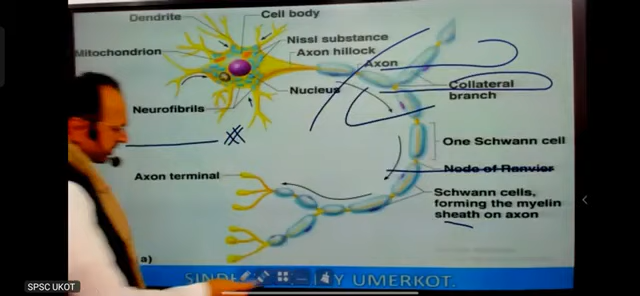 Dendrite
Cell body
Nissl substance
Mitochondrion
Axon hillock
Axon
Nucleus
Collateral
branch
Neurofibrils
One Schwann cell
Node of Ranvier
Axon terminal
Schwann cells,
forming the myelin
sheath on axon
a)
UMERKOT.
SPSC UKOT